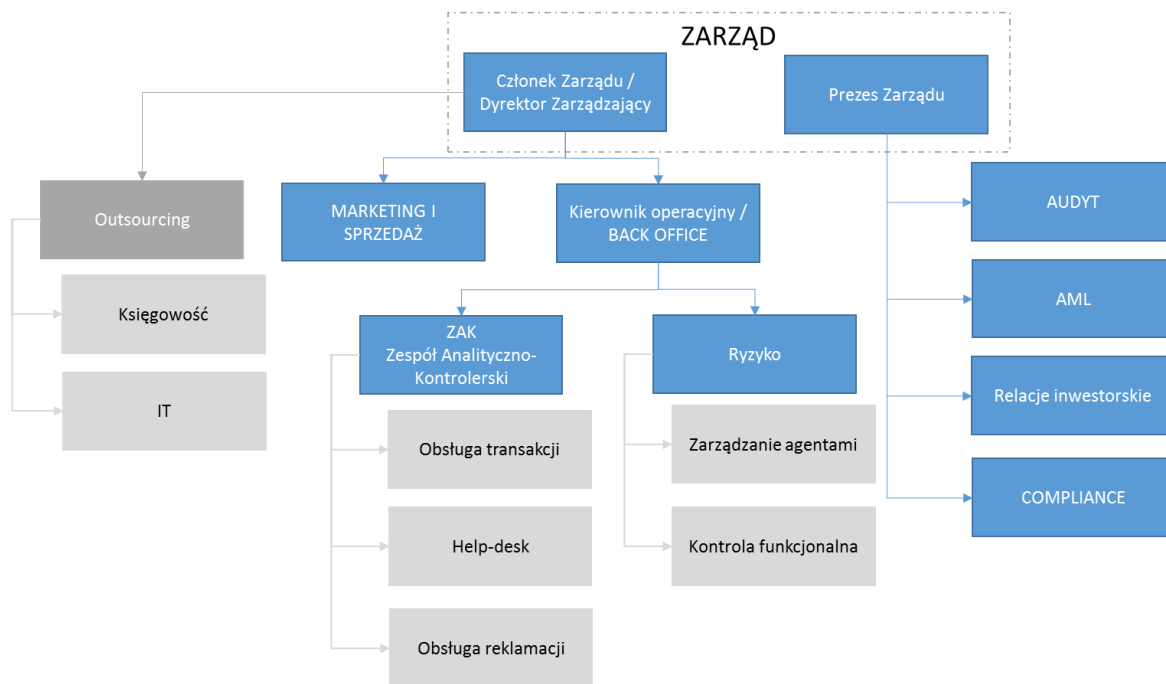 ZARZĄD
Członek Zarządu /
Dyrektor Zarządzający
Prezes Zarządu
Outsourcing
MARKETING I
SPRZEDAŻ
Kierownik operacyjny /
BACK OFFICE
AUDYT
Księgowość
ZAK
Zespół Analityczno-
Kontrolerski
Ryzyko
AML
IT
Relacje inwestorskie
Obsługa transakcji
Zarządzanie agentami
COMPLIANCE
Help-desk
Kontrola funkcjonalna
Obsługa reklamacji